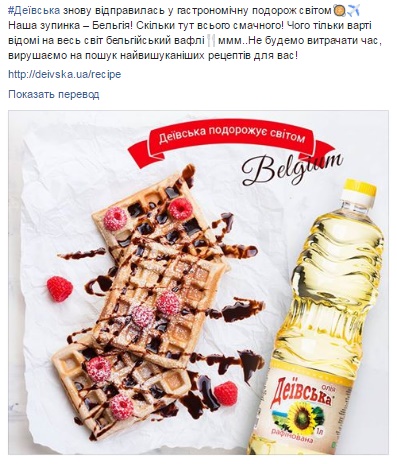 #Деївська знову відправилась у гастрономічну подорож світом🥘✈️
Наша зупинка – Бельгія! Скільки тут всього смачного! Чого тільки варті
відомі на весь світ бельгійський вафлі🍴ммм..Не будемо витрачати час,
вирушаємо на пошук найвишуканіших рецептів для вас!
http://deivska.ua/recipe
Показать перевод
Деївська подорожує світом
Belgium
олія
Деївська
1л
рафінована